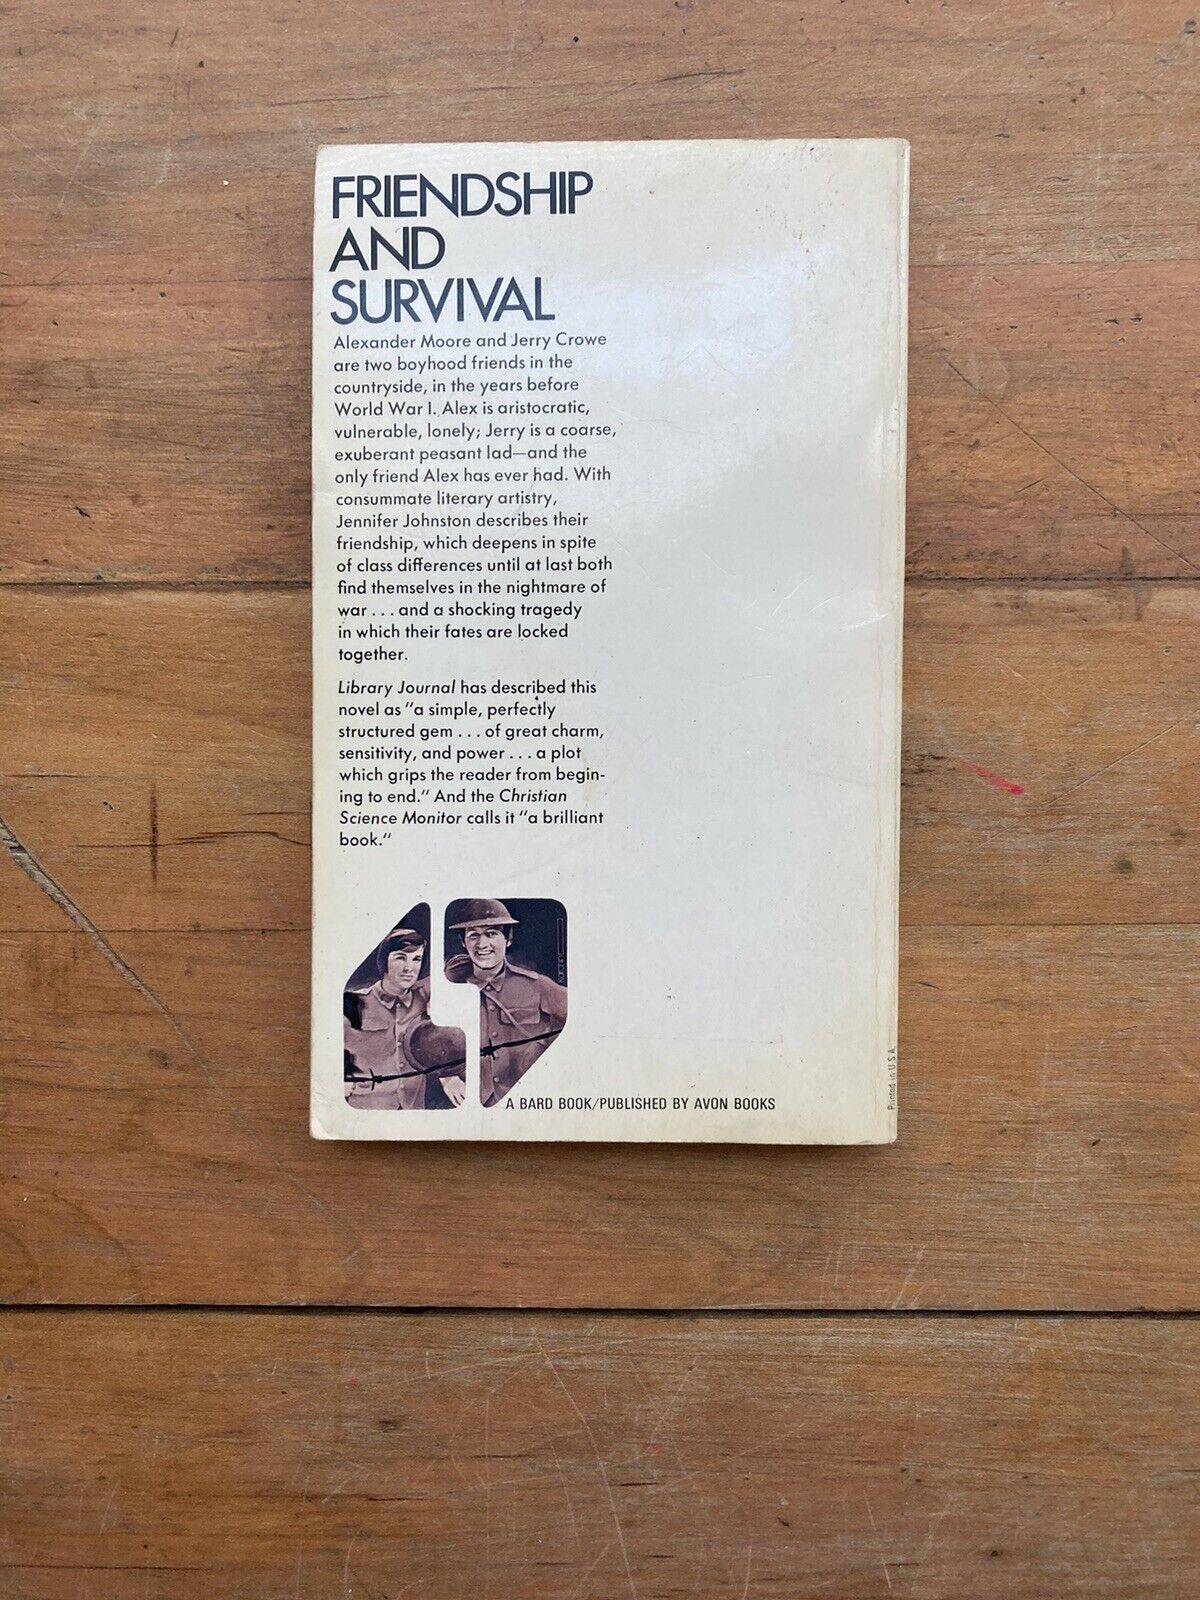 FRIENDSHIP
AND
SURVIVAL
Alexander Moore and Jerry Crowe
are two boyhood friends in the
countryside, in the years before
World War I. Alex is aristocratic,
vulnerable, lonely; Jerry is a coarse,
exuberant peasant lad—and the
only friend Alex has ever had. With
consummate literary artistry,
Jennifer Johnston describes their
friendship, which deepens in spite
of class differences until at last both
find themselves in the nightmare of
war . . . and a shocking tragedy
in which their fates are locked
together.
Library Journal has described this
novel as "a simple, perfectly
structured gem . . . of great charm,
sensitivity, and power . . . a plot
which grips the reader from begin-
ing to end." And the Christian
Science Monitor calls it "a brilliant
book."
A BARD BOOK/PUBLISHED BY AVON BOOKS
Printed in U.S.A.